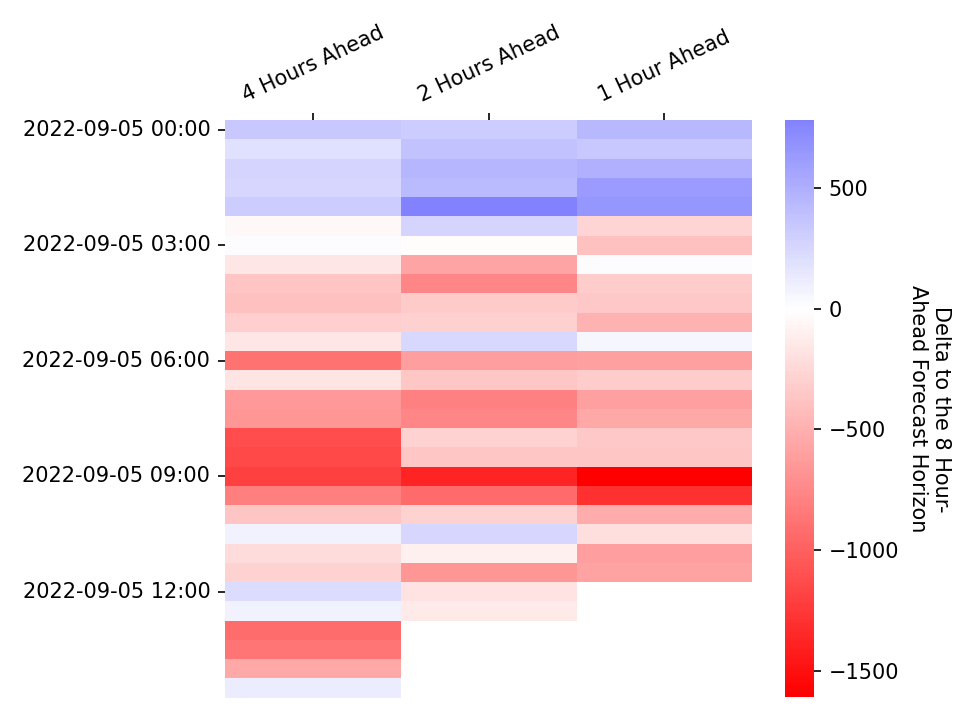 4 Hours Ahead
2 Hours Ahead
1 Hour Ahead
2022-09-05 00:00
2022-09-05 03:00
2022-09-05 06:00
2022-09-05 09:00
2022-09-05 12:00
500
0
−500
−1000
−1500
Delta to the 8 Hour-
Ahead Forecast Horizon